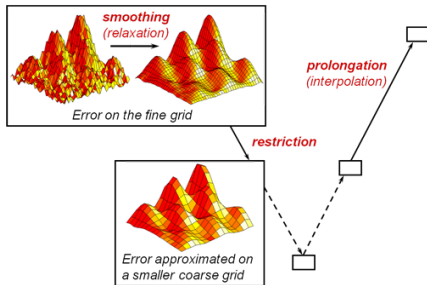 smoothing
(relaxation)
Error on the fine grid
prolongation
(interpolation)
restriction
Error approximated on
a smaller coarse grid